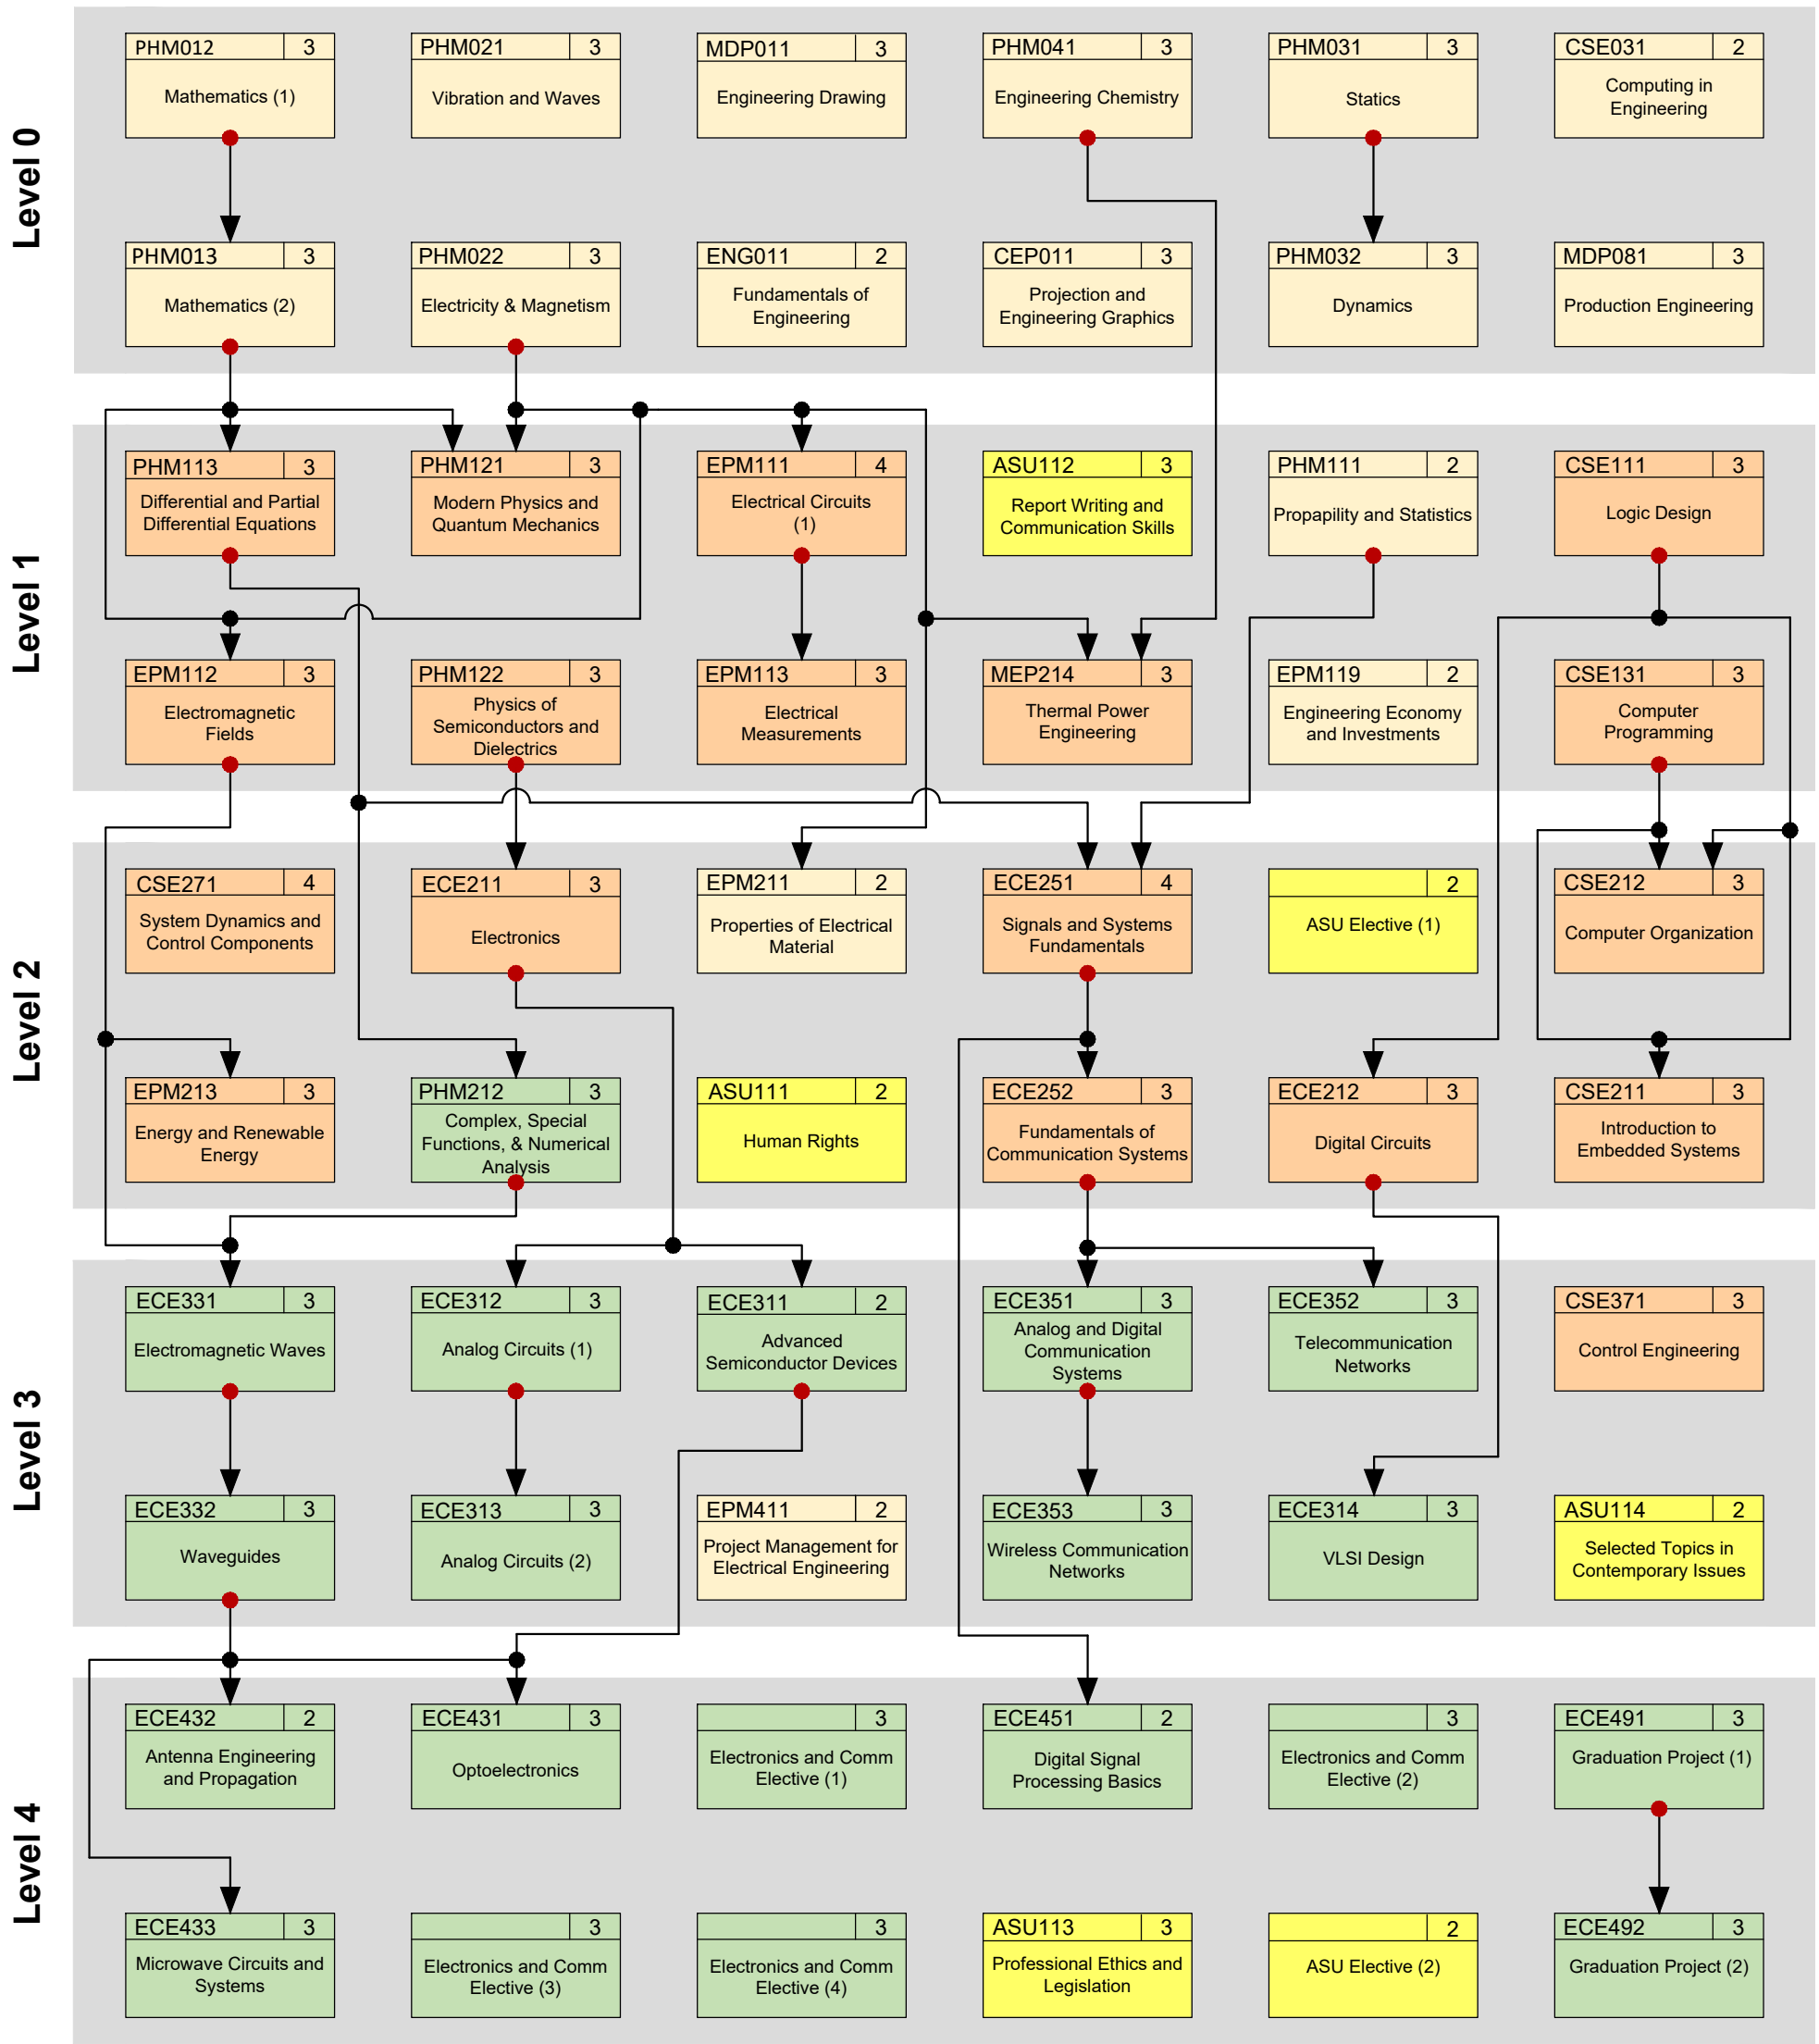 Level 0
PHM012 3
Mathematics (1)
PHM021 3
Vibration and Waves
MDP011 3
Engineering Drawing
PHM041 3
Engineering Chemistry
PHM031 3
Statics
CSE031 2
Computing in
Engineering
PHM013 3
Mathematics (2)
PHM022 3
Electricity & Magnetism
ENG011 2
Fundamentals of
Engineering
CEP011 3
Projection and
Engineering Graphics
PHM032 3
Dynamics
MDP081 3
Production Engineering
Level 1
PHM113 3
Differential and Partial
Differential Equations
PHM121 3
Modern Physics and
Quantum Mechanics
EPM111 4
Electrical Circuits
(1)
ASU112 3
Report Writing and
Communication Skills
PHM111 2
Propapility and Statistics
CSE111 3
Logic Design
EPM112 3
Electromagnetic
Fields
PHM122 3
Physics of
Semiconductors and
Dielectrics
EPM113 3
Electrical
Measurements
MEP214 3
Thermal Power
Engineering
EPM119 2
Engineering Economy
and Investments
CSE131 3
Computer
Programming
Level 2
CSE271 4
System Dynamics and
Control Components
ECE211 3
Electronics
EPM211 2
Properties of Electrical
Material
ECE251 4
Signals and Systems
Fundamentals
2
ASU Elective (1)
CSE212 3
Computer Organization
EPM213 3
Energy and Renewable
Energy
PHM212 3
Complex, Special
Functions, & Numerical
Analysis
ASU111 2
Human Rights
ECE252 3
Fundamentals of
Communication Systems
ECE212 3
Digital Circuits
CSE211 3
Introduction to
Embedded Systems
Level 3
ECE331 3
Electromagnetic Waves
ECE312 3
Analog Circuits (1)
ECE311 2
Advanced
Semiconductor Devices
ECE351 3
Analog and Digital
Communication
Systems
ECE352 3
Telecommunication
Networks
CSE371 3
Control Engineering
ECE332 3
Waveguides
ECE313 3
Analog Circuits (2)
EPM411 2
Project Management for
Electrical Engineering
ECE353 3
Wireless Communication
Networks
ECE314 3
VLSI Design
ASU114 2
Selected Topics in
Contemporary Issues
Level 4
ECE432 2
Antenna Engineering
and Propagation
ECE431 3
Optoelectronics
3
Electronics and Comm
Elective (1)
ECE451 2
Digital Signal
Processing Basics
3
Electronics and Comm
Elective (2)
ECE491 3
Graduation Project (1)
ECE433 3
Microwave Circuits and
Systems
3
Electronics and Comm
Elective (3)
3
Electronics and Comm
Elective (4)
ASU113 3
Professional Ethics and
Legislation
2
ASU Elective (2)
ECE492 3
Graduation Project (2)